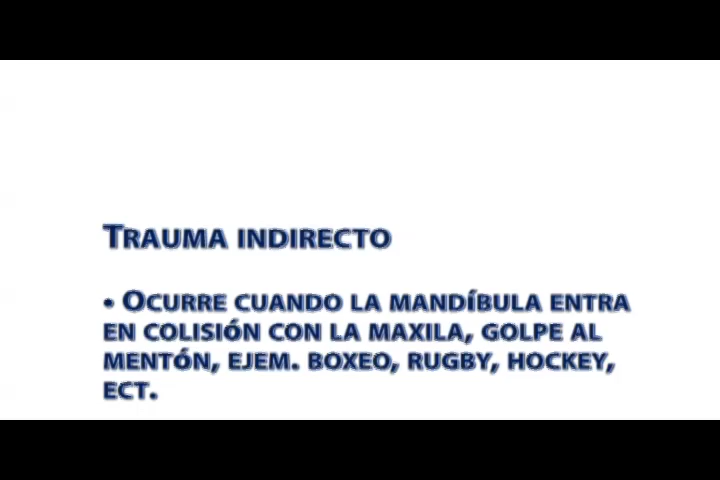 Trauma indirecto
• Ocurre cuando la mandíbula entra
en colisión con la maxila, golpe al
mentón, ejem. boxeo, rugby, hockey,
ect.